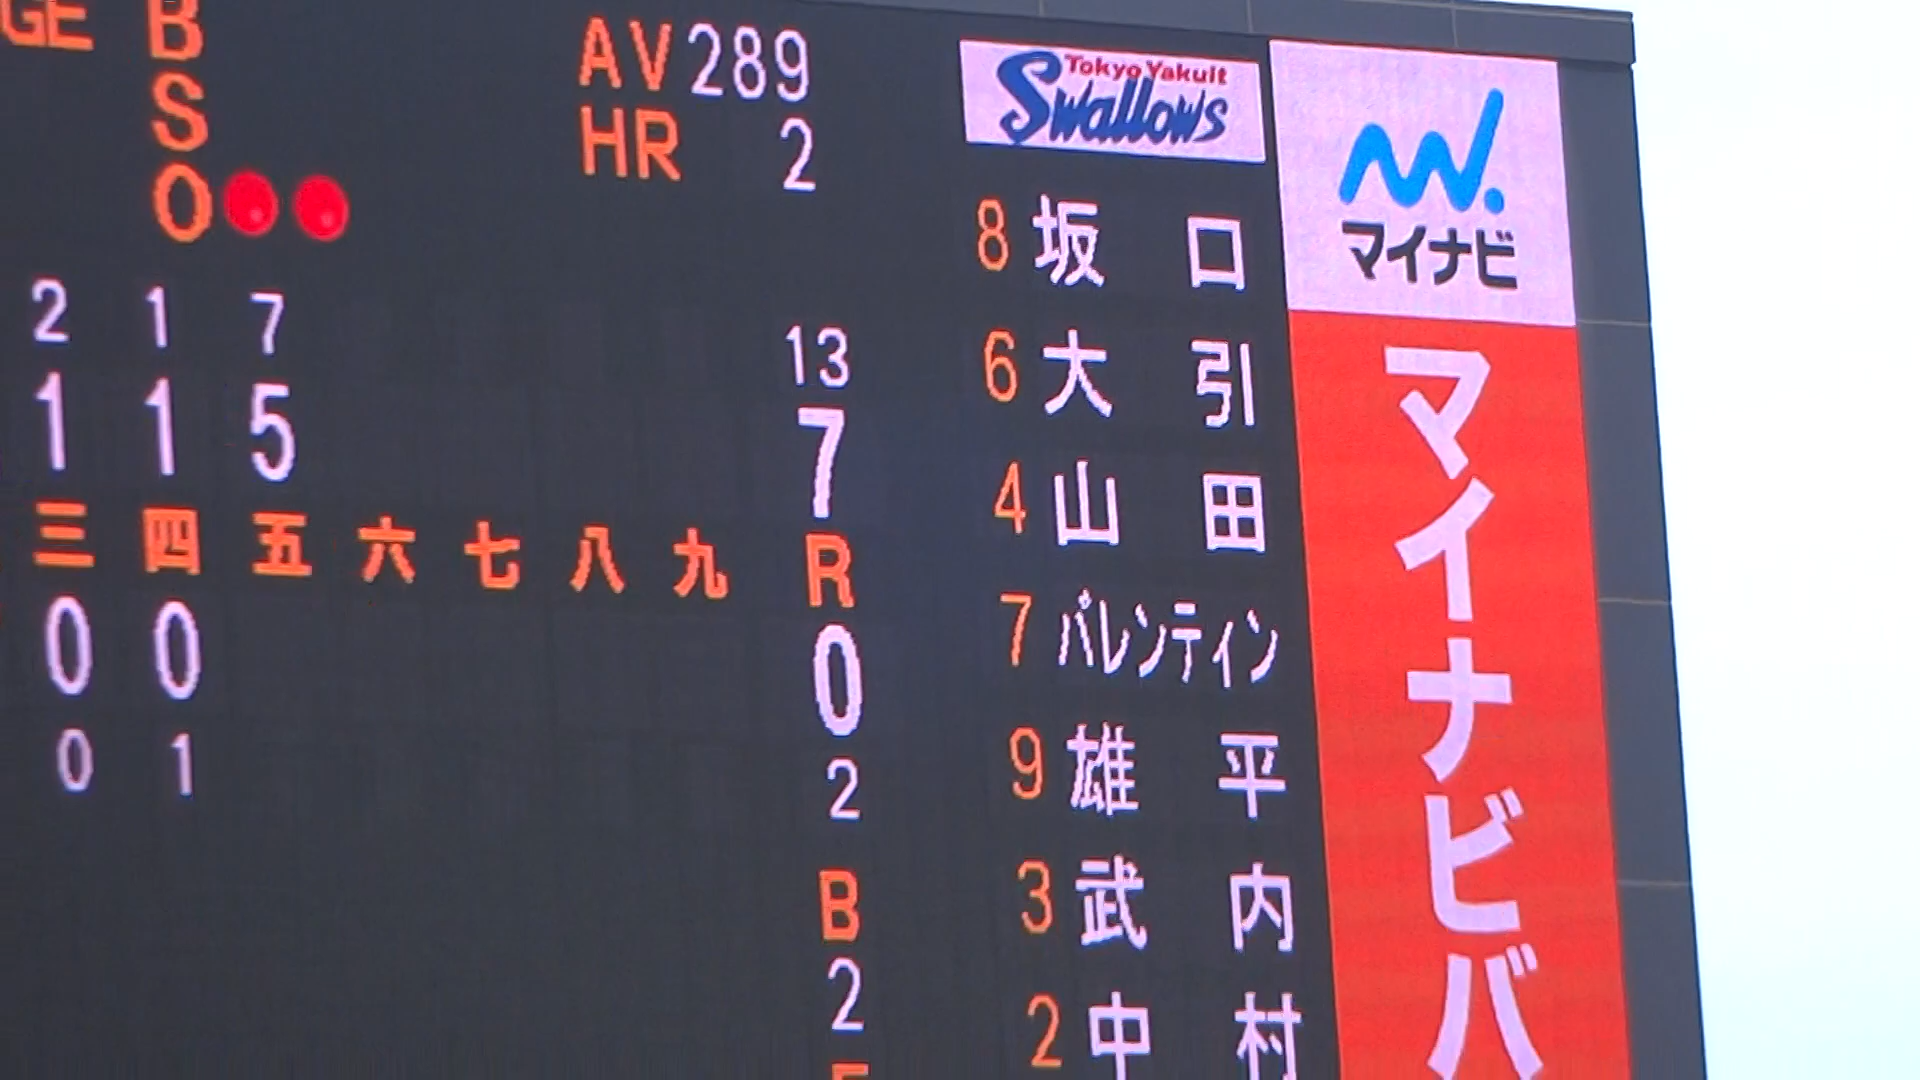 GE B
S
O
AV 289
HR 2
2 1 7 13
1 1 5 7
三 四 五 六 七 八 九 R
0 0 0
0 1 2
B
2
Tokyo Yakult
Swallows
8 坂口
6 大引
4 山田
7 バレンティン
9 雄平
3 武内
2 中村
マイナビ
マイナビバ